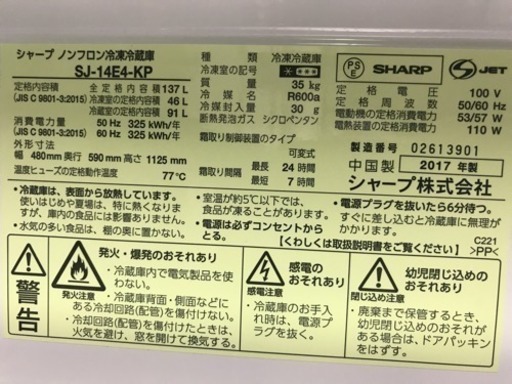 シャープ ノンフロン冷凍冷蔵庫
SJ-14E4-KP
定格内容積 全定格内容積 137 L
(JIS C 9801-3:2015) 冷凍室の定格内容積 46 L
冷蔵室の定格内容積 91 L
消費電力量 50 Hz 325 kWh/年
(JIS C 9801-3:2015) 60 Hz 325 kWh/年
外形寸法
幅 480mm 奥行 590 mm 高さ 1125 mm
温度ヒューズの定格動作温度 77℃
種類 冷凍冷蔵庫
冷凍室の記号
質量 35 kg
冷媒 R600a
冷媒封入量 30 g
断熱発泡ガス シクロペンタン
霜取り制御装置のタイプ
可変式
霜取り間隔 最大 24 時間
最短 7 時間
PS
E
SHARP
S JET
定格電圧 100 V
定格周波数 50/60 Hz
電動機の定格消費電力 53/57 W
電熱装置の定格消費電力 110 W
製造番号 02613901
中国製 2017 年製
シャープ株式会社
・冷蔵庫は、表面から放熱しています。
使いはじめや夏場は、特に熱くなり
ますが、異常ではありません。
・水気の多い食品は、棚の奥に置かない。
・室温が約5℃以下では、
冷蔵室の食品が凍る
ことがあります。
・電源は必ずコンセントから
とる。
・電源プラグを抜いたら6分待つ。
すぐに差し込むと冷蔵庫に無理が
かかります。
【くわしくは取扱説明書をご覧ください】
C221
>PP<
警告
発火・爆発のおそれあり
発火注意
・冷蔵庫内で電気製品を使
わない。
・冷蔵庫背面・側面などに
ある冷却回路(配管)を傷付けない。
・冷却回路(配管)を傷付けたときは、
火気を避け、窓を開けて換気する。
感電の
おそれあり
感電注意
・冷蔵庫のお手入
れ時は、電源プ
ラグを抜く。
幼児閉じ込めのおそれあり
閉じ込め注意
・廃棄まで保管するとき、
幼児閉じ込めのおそれが
ある場合は、ドアパッキン
をはずす。